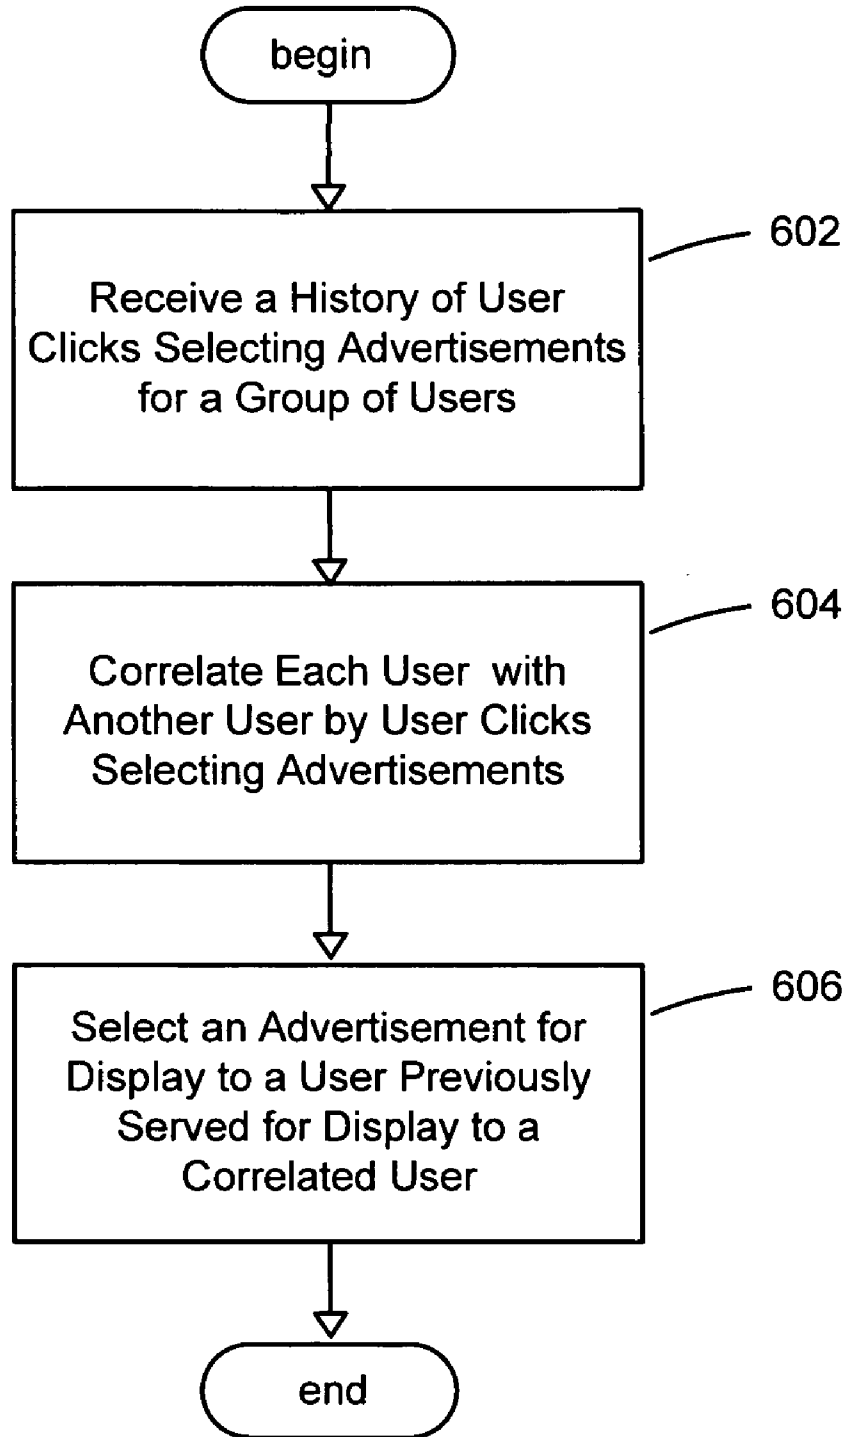 begin
602
Receive a History of User
Clicks Selecting Advertisements
for a Group of Users
604
Correlate Each User with
Another User by User Clicks
Selecting Advertisements
606
Select an Advertisement for
Display to a User Previously
Served for Display to a
Correlated User
end